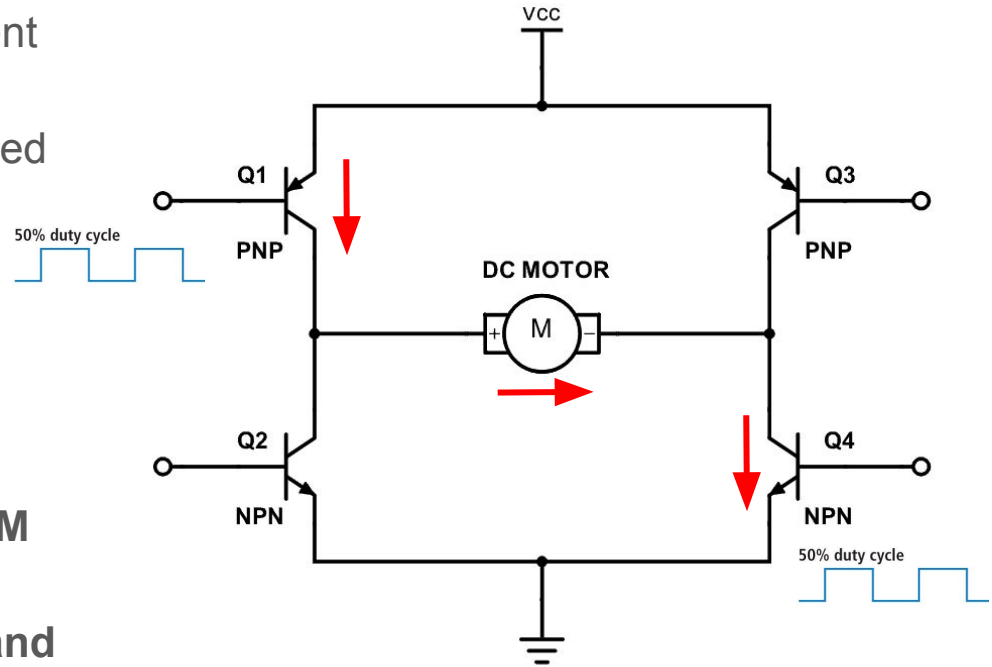 ent
ed
M
and
VCC
Q1
PNP
50% duty cycle
Q3
PNP
DC MOTOR
+ M −
Q2
NPN
Q4
NPN
50% duty cycle